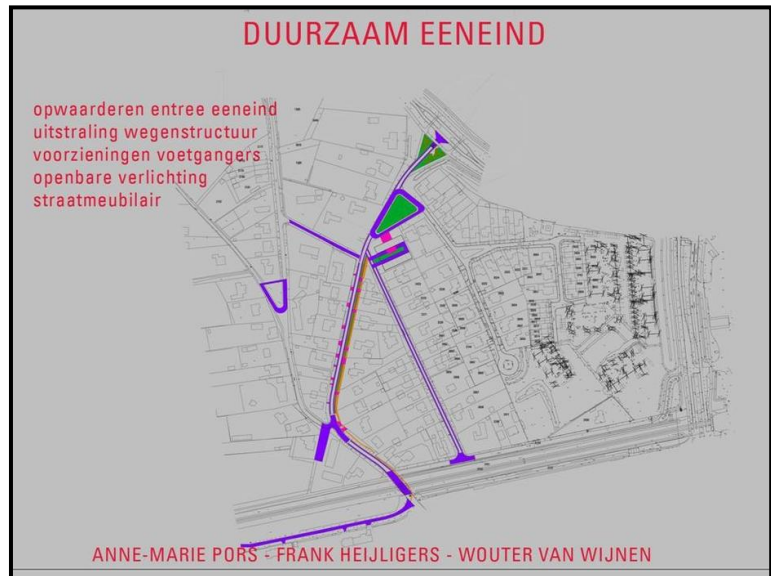 DUURZAAM EENEIND
opwaarderen entree eeneind
uitstraling wegenstructuur
voorzieningen voetgangers
openbare verlichting
straatmeubilair
ANNE-MARIE PORS - FRANK HEIJLIGERS - WOUTER VAN WIJNEN